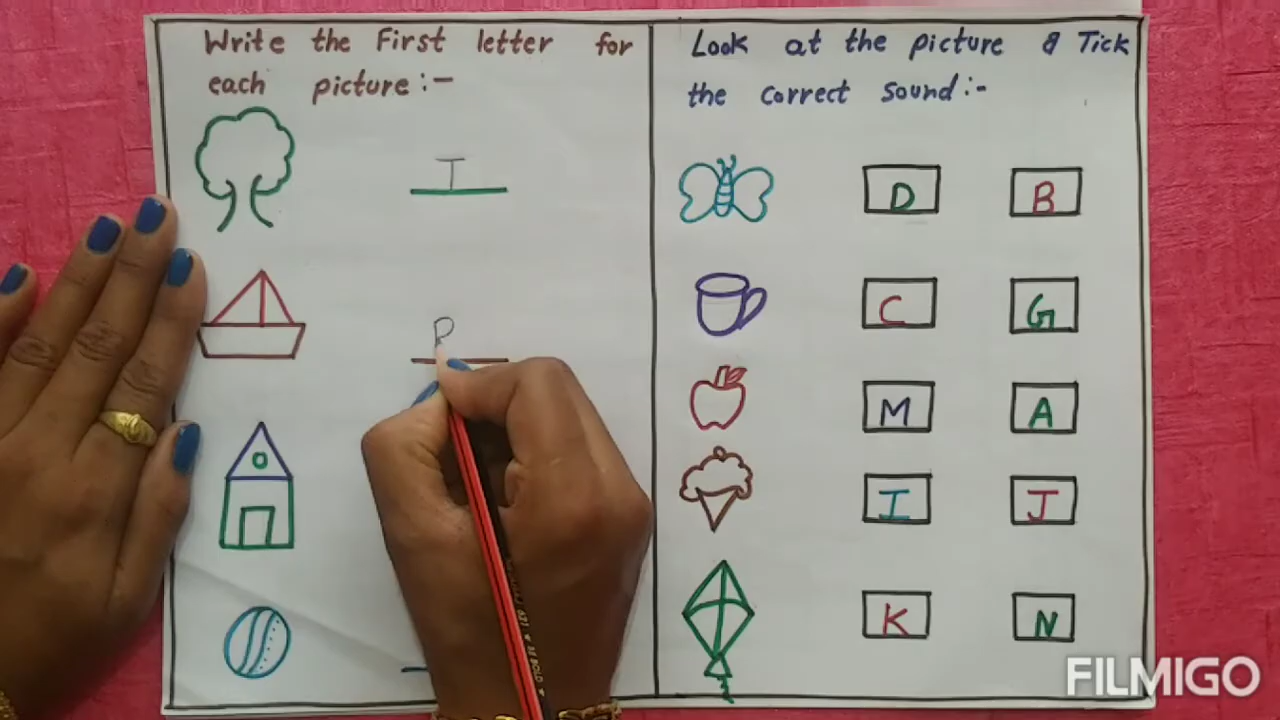 Write the First letter for
each picture:-
T
P
Look at the picture & Tick
the correct sound:-
D B
C G
M A
I J
K N
FILMIGO